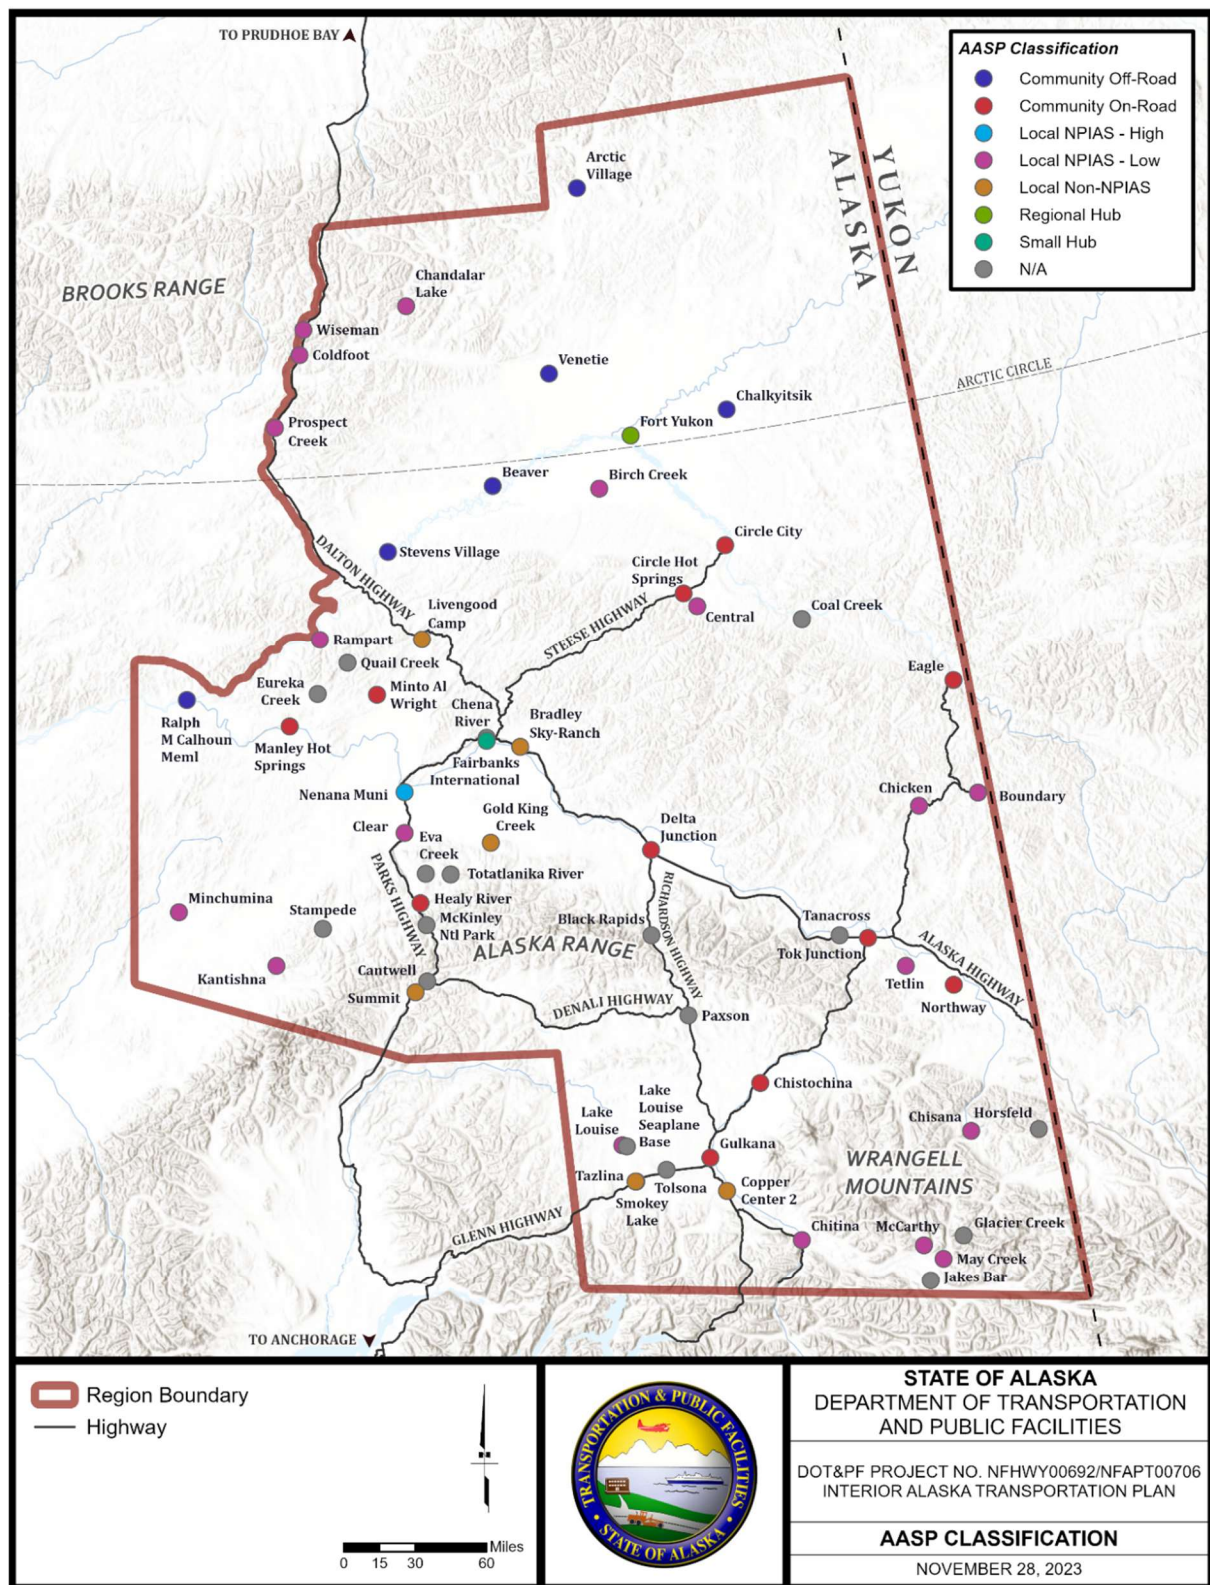 TO PRUDHOE BAY
AASP Classification
Community Off-Road
Community On-Road
Local NPIAS - High
Local NPIAS - Low
Local Non-NPIAS
Regional Hub
Small Hub
N/A
YUKON
ALASKA
Arctic
Village
BROOKS RANGE
Chandalar
Lake
Wiseman
Coldfoot
Venetie
ARCTIC CIRCLE
Chalkyitsik
Prospect
Creek
Fort Yukon
Beaver
Birch Creek
Circle City
Stevens Village
DALTON HIGHWAY
Circle Hot
Springs
Livengood
Camp
STEESE HIGHWAY
Central
Coal Creek
Rampart
Quail Creek
Eagle
Eureka
Creek
Minto Al
Wright
Chena
River
Bradley
Sky-Ranch
Ralph
M Calhoun
Meml
Manley Hot
Springs
Fairbanks
International
Nenana Muni
Chicken
Boundary
Gold King
Creek
Delta
Junction
Clear
Eva
Creek
PARKS HIGHWAY
Totatlanika River
RICHARDSON HIGHWAY
Minchumina
Healy River
Stampede
McKinley
Ntl Park
Black Rapids
Tanacross
ALASKA RANGE
Tok Junction
ALASKA HIGHWAY
Kantishna
Cantwell
Tetlin
Summit
DENALI HIGHWAY
Northway
Paxson
Chistochina
Lake
Louise
Lake
Louise
Seaplane
Base
Chisana
Horsfeld
Gulkana
WRANGELL
MOUNTAINS
Tazlina
Tolsona
Smokey
Lake
Copper
Center 2
GLENN HIGHWAY
Chitina
McCarthy
Glacier Creek
May Creek
Jakes Bar
TO ANCHORAGE
Region Boundary
Highway
0 15 30 60 Miles
TRANSPORTATION & PUBLIC FACILITIES
STATE OF ALASKA
STATE OF ALASKA
DEPARTMENT OF TRANSPORTATION
AND PUBLIC FACILITIES
DOT&PF PROJECT NO. NFHWY00692/NFAPT00706
INTERIOR ALASKA TRANSPORTATION PLAN
AASP CLASSIFICATION
NOVEMBER 28, 2023